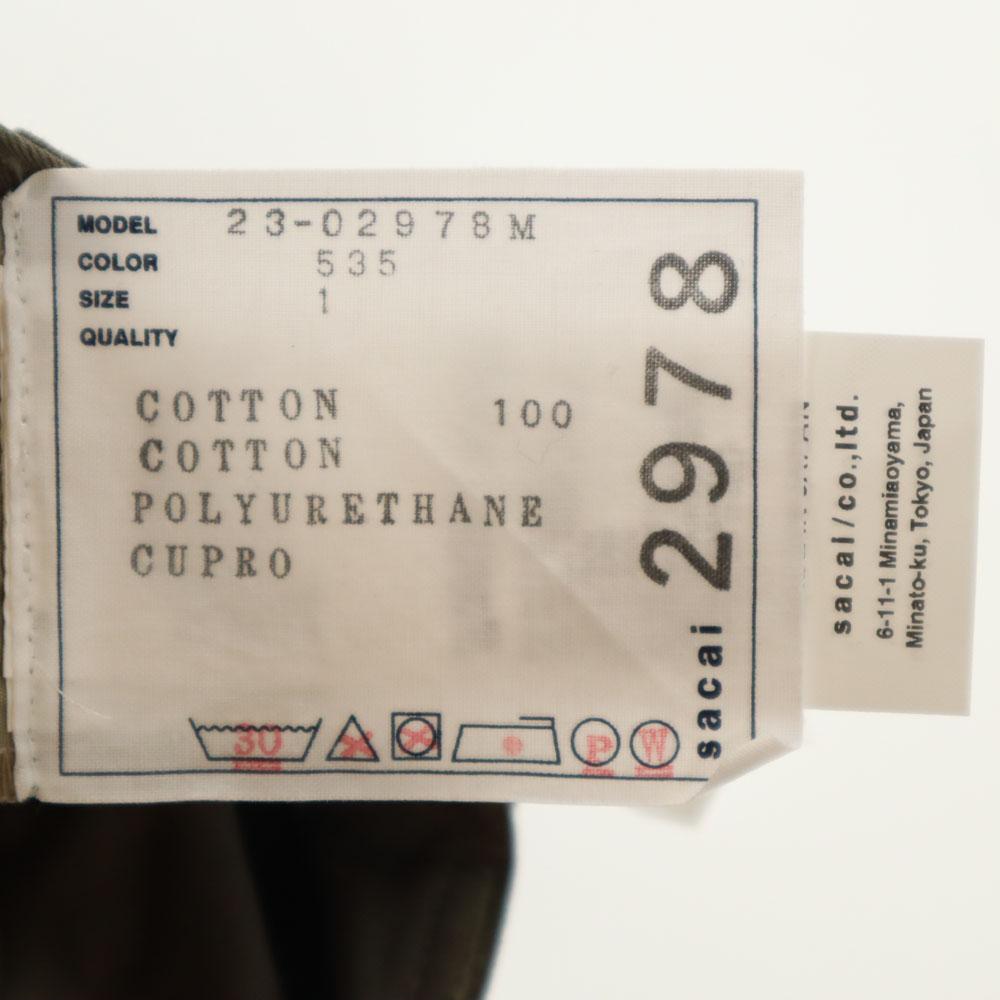 MODEL 23-02978M
COLOR 535
SIZE 1
QUALITY
COTTON 100
COTTON
POLYURETHANE
CUPRO
30
P
W
sacai 2978
sacai/co.,ltd.
6-11-1 Minamiaoyama,
Minato-ku, Tokyo, Japan